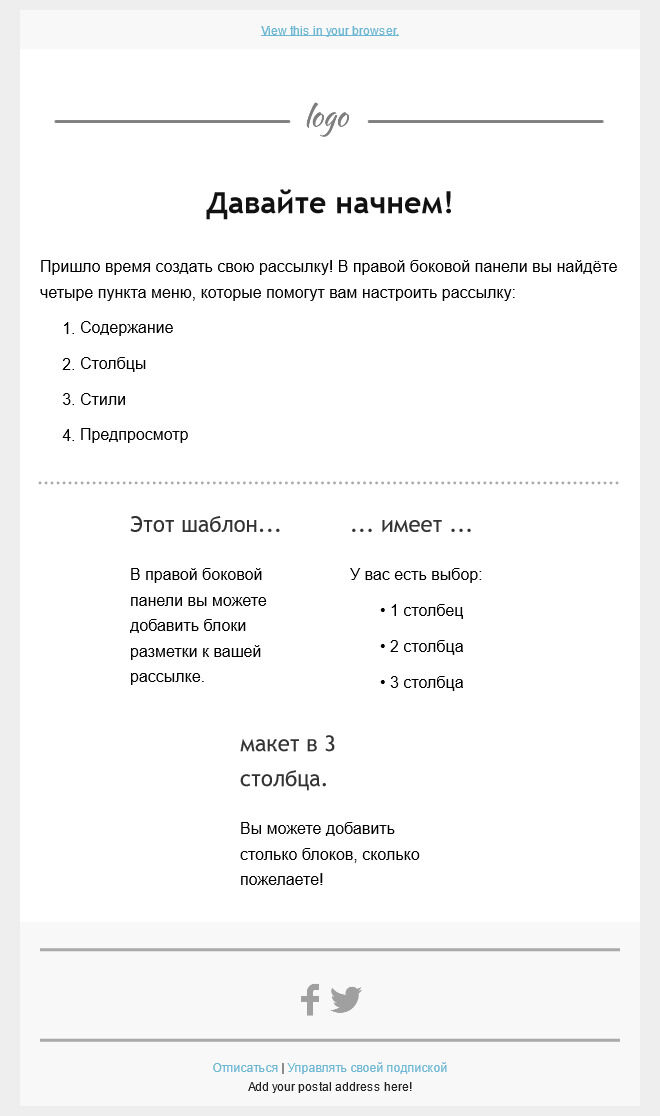 View this in your browser.
logo
Давайте начнем!
Пришло время создать свою рассылку! В правой боковой панели вы найдёте
четыре пункта меню, которые помогут вам настроить рассылку:
1. Содержание
2. Столбцы
3. Стили
4. Предпросмотр
Этот шаблон...
В правой боковой
панели вы можете
добавить блоки
разметки к вашей
рассылке.
... имеет ...
У вас есть выбор:
• 1 столбец
• 2 столбца
• 3 столбца
макет в 3
столбца.
Вы можете добавить
столько блоков, сколько
пожелаете!
Отписаться | Управлять своей подпиской
Add your postal address here!